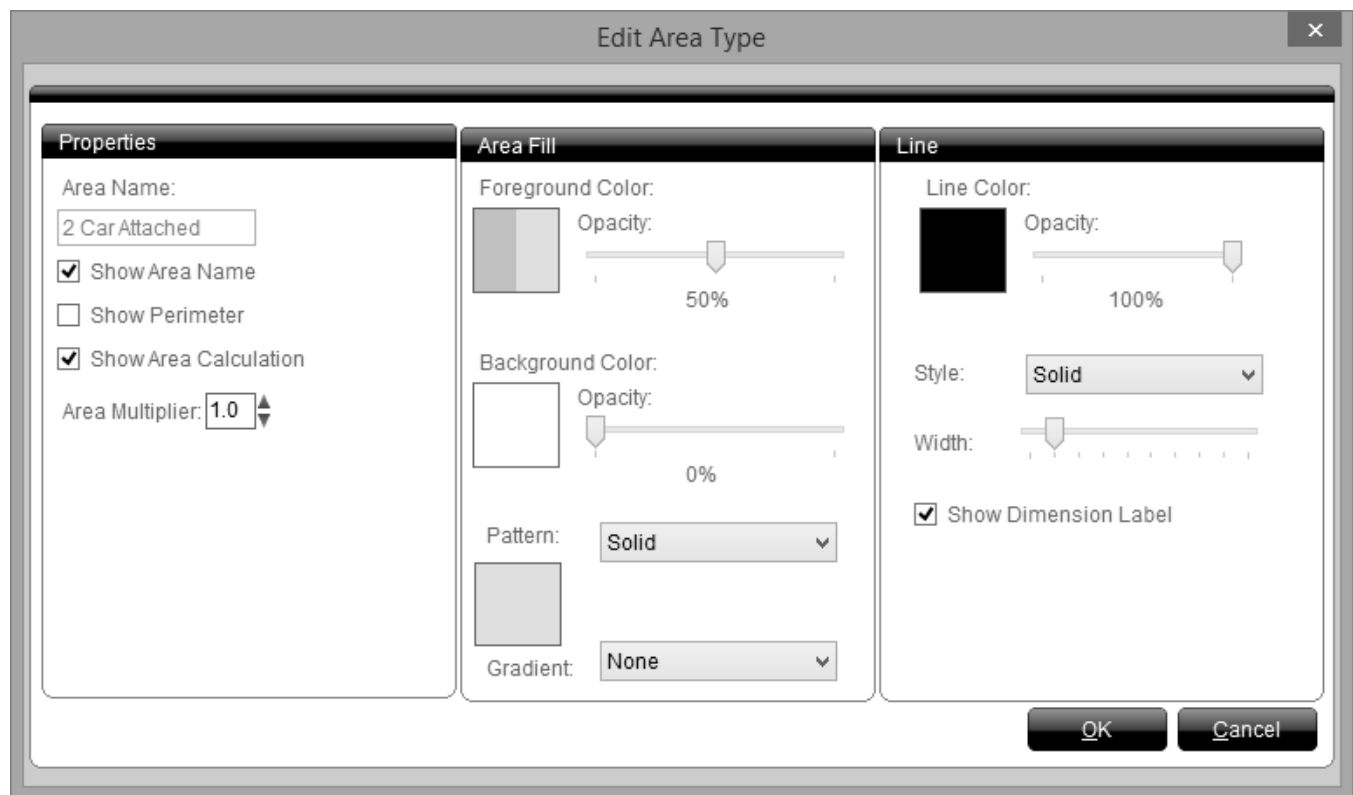 Edit Area Type
Properties
Area Name:
2 Car Attached
Show Area Name
Show Perimeter
Show Area Calculation
Area Multiplier: 1.0
Area Fill
Foreground Color:
Opacity:
50%
Background Color:
Opacity:
0%
Pattern: Solid
Gradient: None
Line
Line Color:
Opacity:
100%
Style: Solid
Width:
Show Dimension Label
OK Cancel